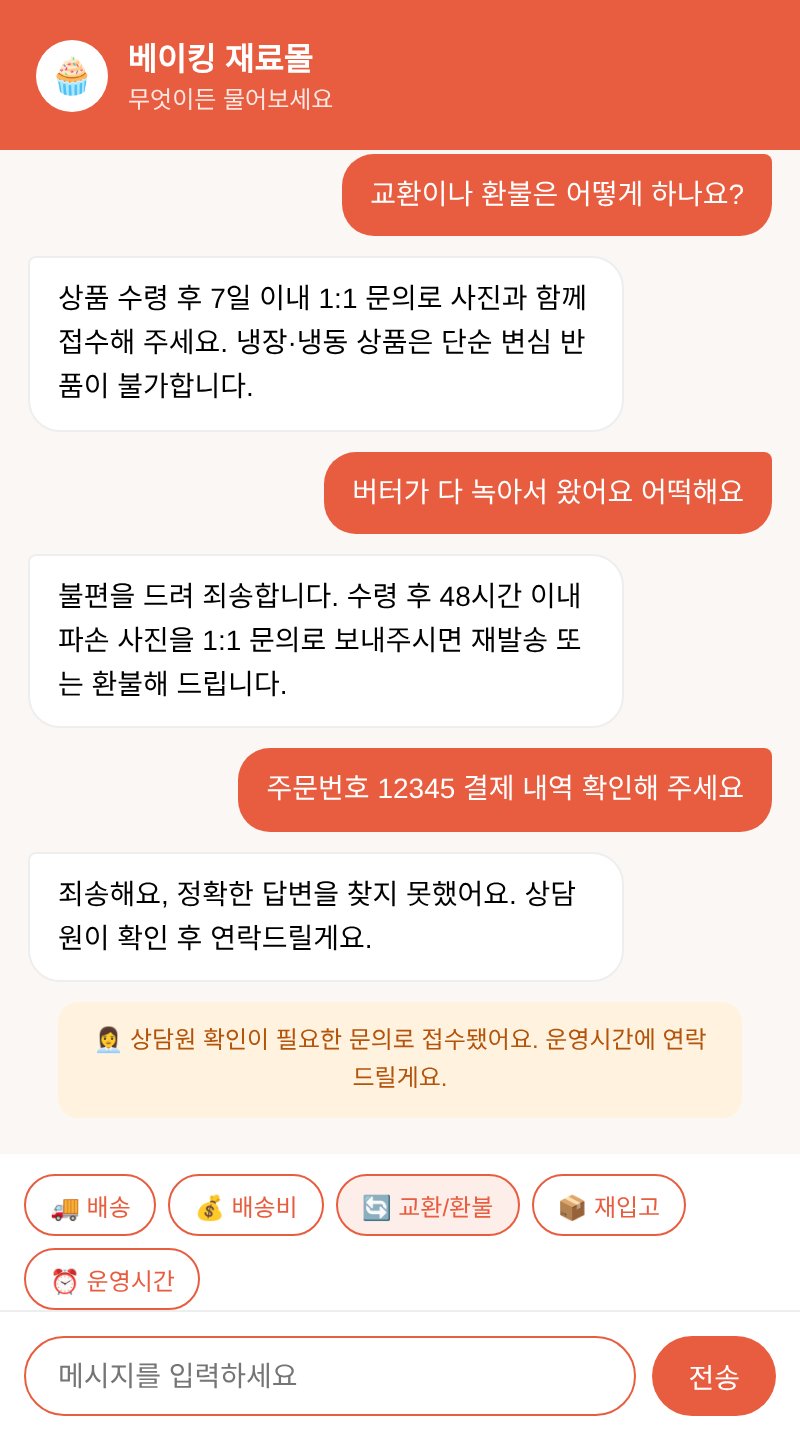 베이킹 재료몰
무엇이든 물어보세요
교환이나 환불은 어떻게 하나요?
상품 수령 후 7일 이내 1:1 문의로 사진과 함께
접수해 주세요. 냉장·냉동 상품은 단순 변심 반
품이 불가합니다.
버터가 다 녹아서 왔어요 어떡해요
불편을 드려 죄송합니다. 수령 후 48시간 이내
파손 사진을 1:1 문의로 보내주시면 재발송 또
는 환불해 드립니다.
주문번호 12345 결제 내역 확인해 주세요
죄송해요, 정확한 답변을 찾지 못했어요. 상담
원이 확인 후 연락드릴게요.
상담원 확인이 필요한 문의로 접수됐어요. 운영시간에 연락
드릴게요.
배송 배송비 교환/환불 재입고
운영시간
메시지를 입력하세요 전송